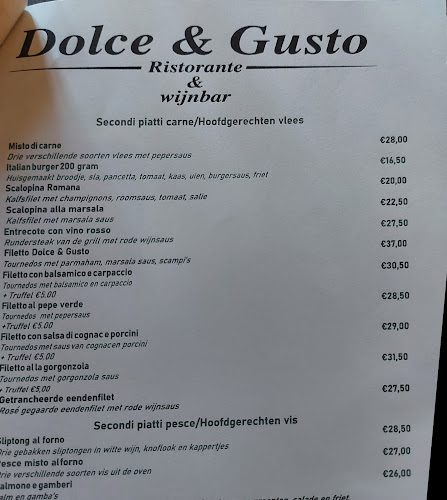 Dolce & Gusto
Ristorante
&
wijnbar
Secondi piatti carne/Hoofdgerechten vlees
Misto di carne €28,00
Drie verschillende soorten vlees met pepersaus
Italian burger 200 gram €16,50
Huisgemaakt broodje, sla, pancetta, tomaat, kaas, uien, burgersaus, friet
Scalopina Romana €20,00
Kalfsfilet met champignons, roomsaus, tomaat, salie
Scalopina alla marsala €22,50
Kalfsfilet met marsala saus
Entrecote con vino rosso €27,50
Rundersteak van de grill met rode wijnsaus
Filetto Dolce & Gusto €37,00
Tournedos met parmaham, marsala saus, scampi's
Filetto con balsamico e carpaccio €30,50
Tournedos met balsamico en carpaccio
+ Truffel €5.00
Filetto al pepe verde €28,50
Tournedos met pepersaus
+Truffel €5.00
Filetto con salsa di cognac e porcini €29,00
Tournedos met saus van cognac en porcini
+ Truffel €5.00
Filetto alla gorgonzola €31,50
Tournedos met gorgonzola saus
+ Truffel €5,00
Getrancheerde eendenfilet €27,50
Rosé gegaarde eendenfilet met rode wijnsaus
Secondi piatti pesce/Hoofdgerechten vis
Sliptong al forno €28,50
Drie gebakken sliptongen in witte wijn, knoflook en kappertjes
Pesce misto al forno €27,00
Drie verschillende soorten vis uit de oven
Salmone e gamberi €26,00
Zalm en gamba's